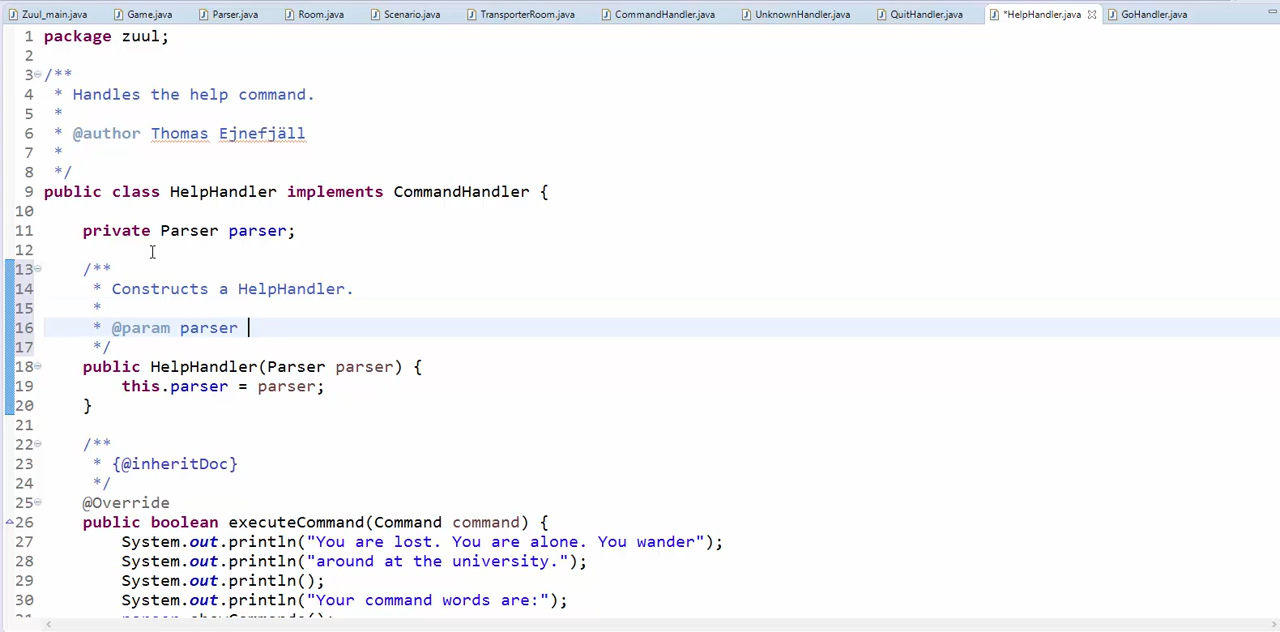 Zuul_main.java Game.java Parser.java Room.java Scenario.java TransporterRoom.java CommandHandler.java UnknownHandler.java QuitHandler.java *HelpHandler.java GoHandler.java
1 package zuul;
2
3 /**
4 * Handles the help command.
5 *
6 * @author Thomas Ejnefjäll
7 *
8 */
9 public class HelpHandler implements CommandHandler {
10
11 private Parser parser;
12
13 /**
14 * Constructs a HelpHandler.
15 *
16 * @param parser
17 */
18 public HelpHandler(Parser parser) {
19 this.parser = parser;
20 }
21
22 /**
23 * {@inheritDoc}
24 */
25 @Override
26 public boolean executeCommand(Command command) {
27 System.out.println("You are lost. You are alone. You wander");
28 System.out.println("around at the university.");
29 System.out.println();
30 System.out.println("Your command words are:");